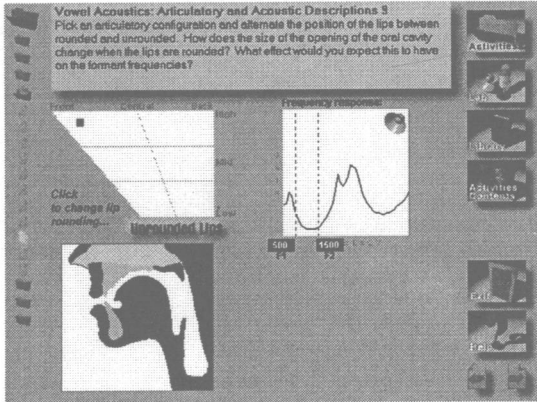 Vowel Acoustics: Articulatory and Acoustic Descriptions 9
Pick an articulatory configuration and alternate the position of the lips between
rounded and unrounded. How does the size of the opening of the oral cavity
change when the lips are rounded? What effect would you expect this to have
on the formant frequencies?
Activities
Front Central Back
Frequency response:
High
Library
Mid
Activities
Contents
Click
to change lip
rounding...
Low
Unrounded Lips
500 1500
F1 F2
Help